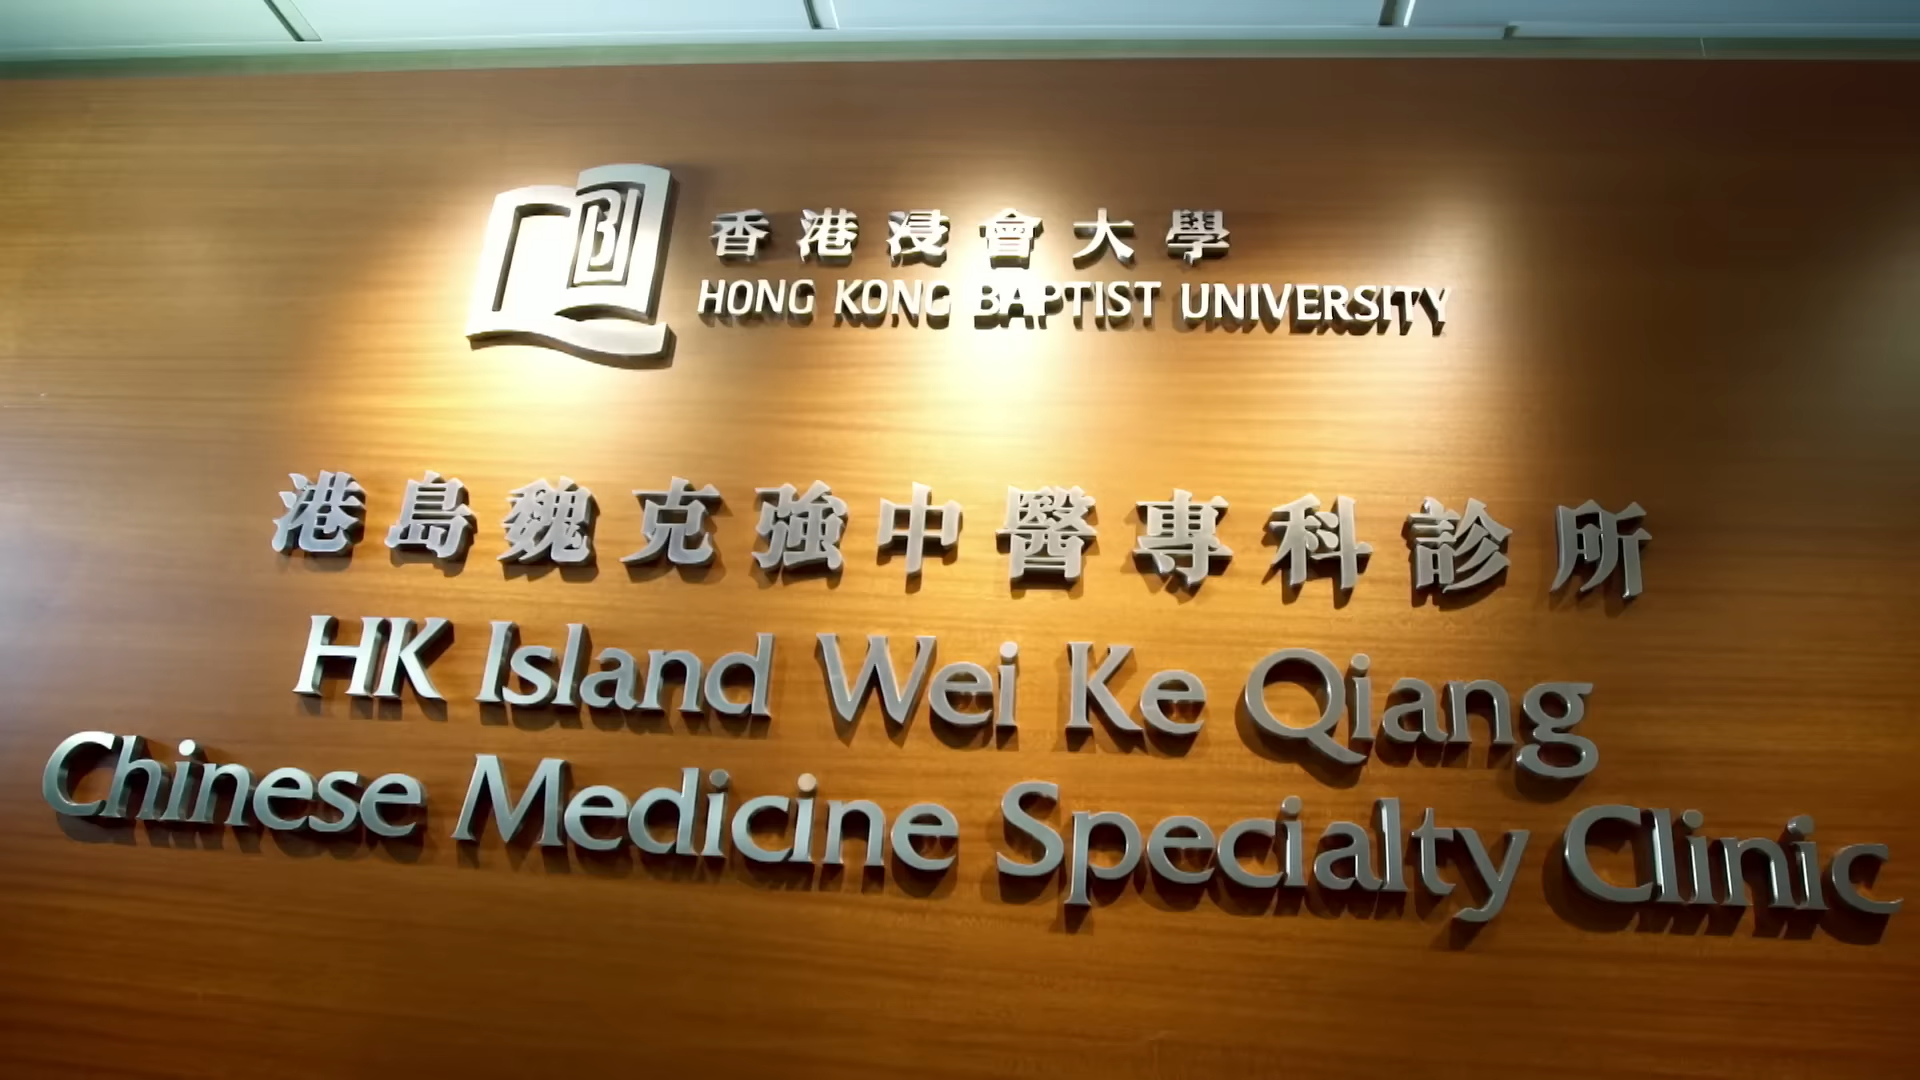 香港浸會大學
HONG KONG BAPTIST UNIVERSITY
港島魏克強中醫專科診所
HK Island Wei Ke Qiang
Chinese Medicine Specialty Clinic